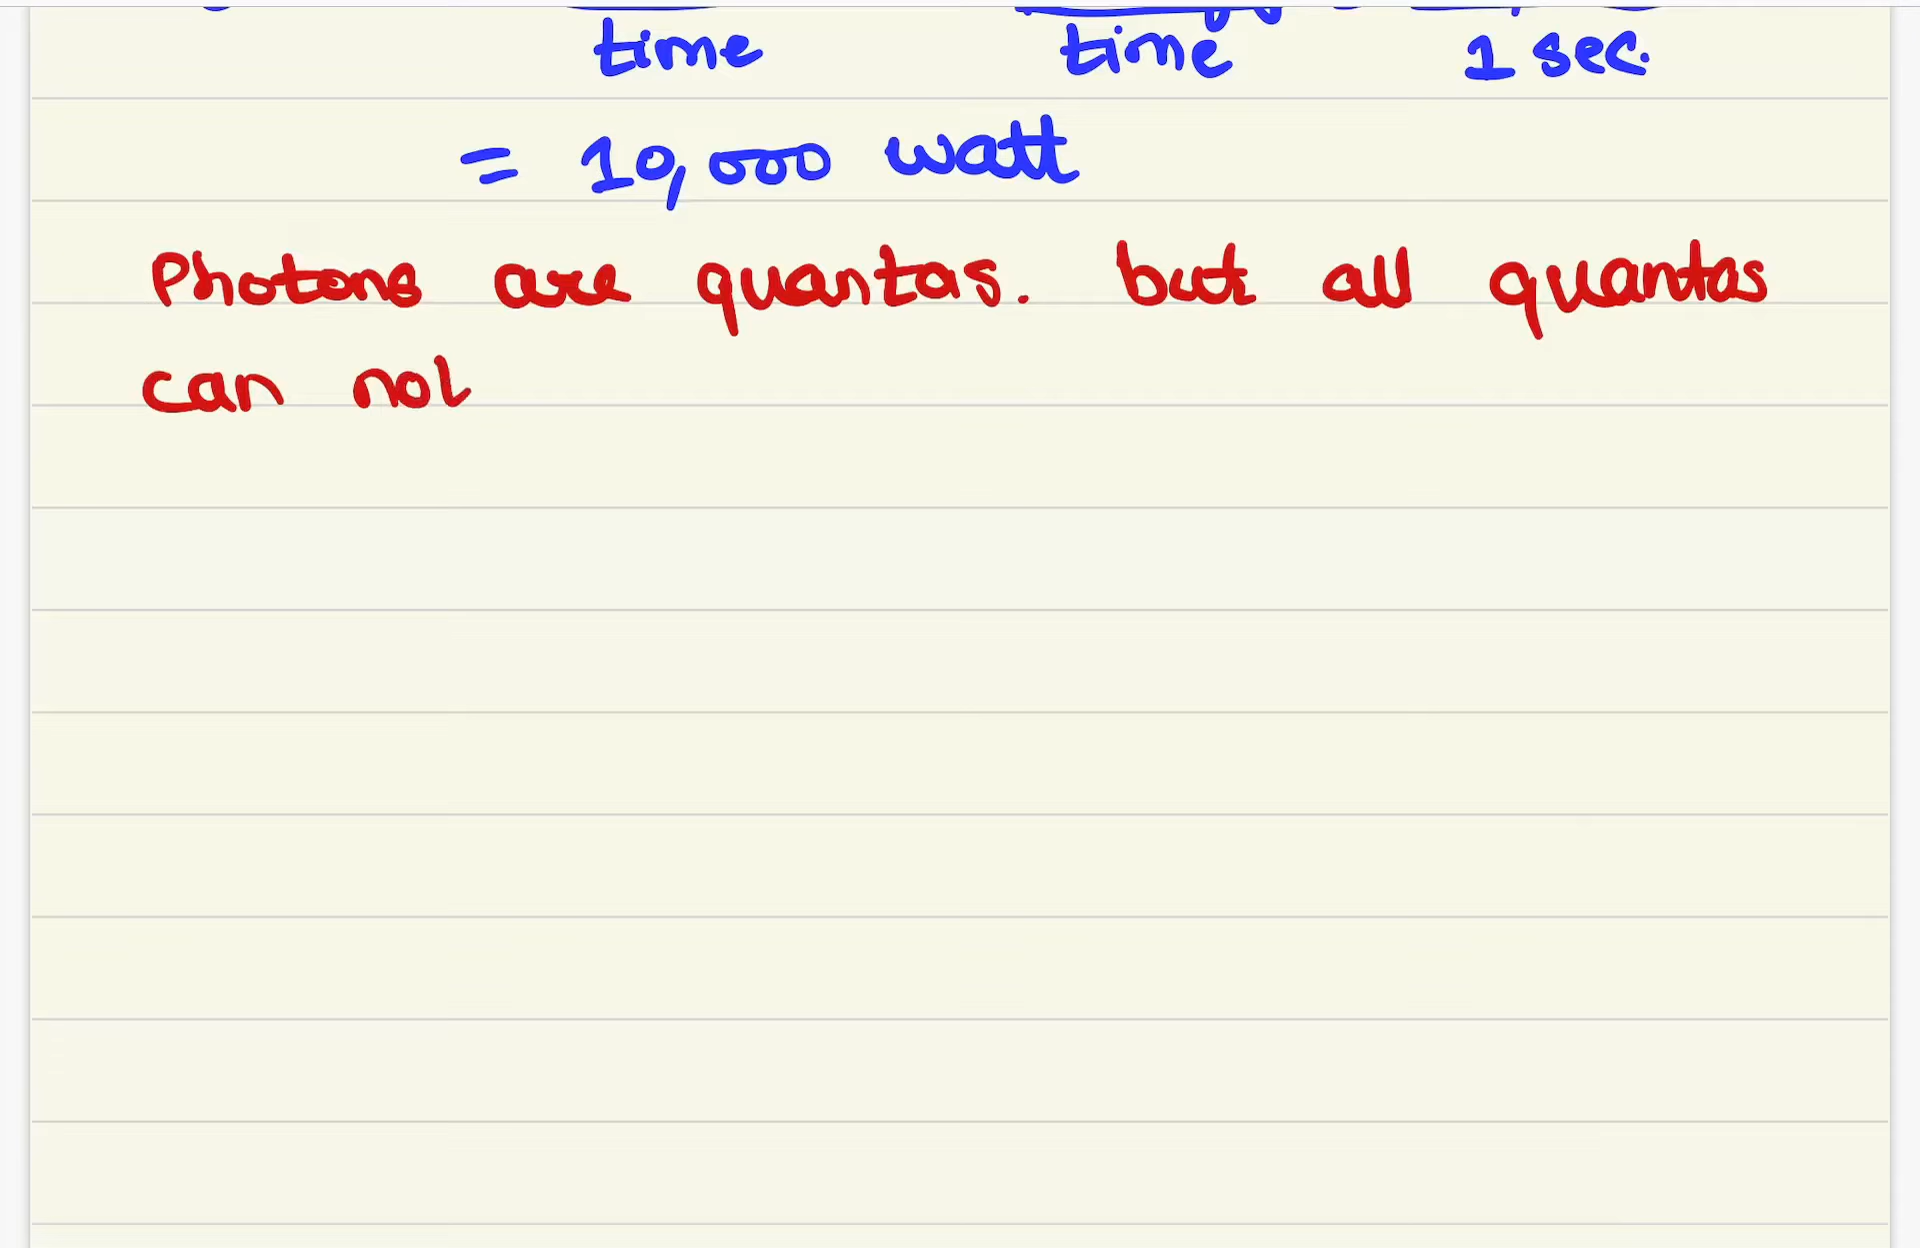 time time 1 sec.
= 10,000 watt
Photons are quantas. but all quantas
can not